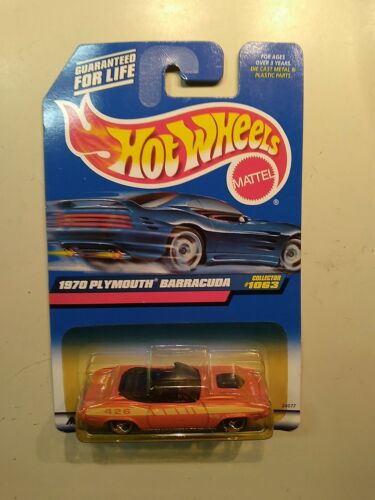 GUARANTEED
FOR LIFE
FOR AGES
OVER 3 YEARS.
DIE CAST METAL &
PLASTIC PARTS.
Hot Wheels
MATTEL
®
1970 PLYMOUTH® BARRACUDA
COLLECTOR
#1063
426